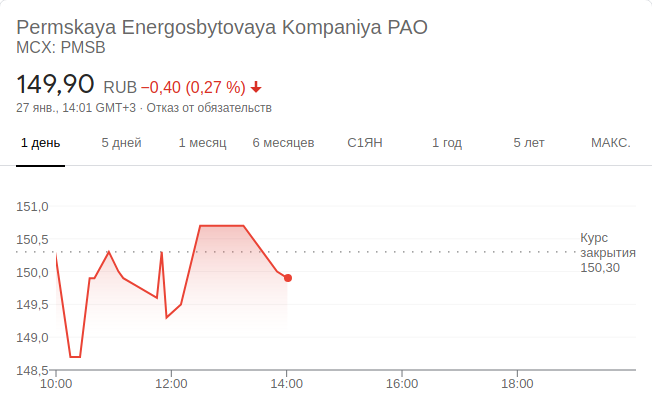 Permskaya Energosbytovaya Kompaniya PAO
MCX: PMSB
149,90 RUB −0,40 (0,27 %)
27 янв., 14:01 GMT+3 · Отказ от обязательств
1 день 5 дней 1 месяц 6 месяцев С1ЯН 1 год 5 лет МАКС.
151,0
150,5
150,0
149,5
149,0
148,5
Курс
закрытия
150,30
10:00 12:00 14:00 16:00 18:00